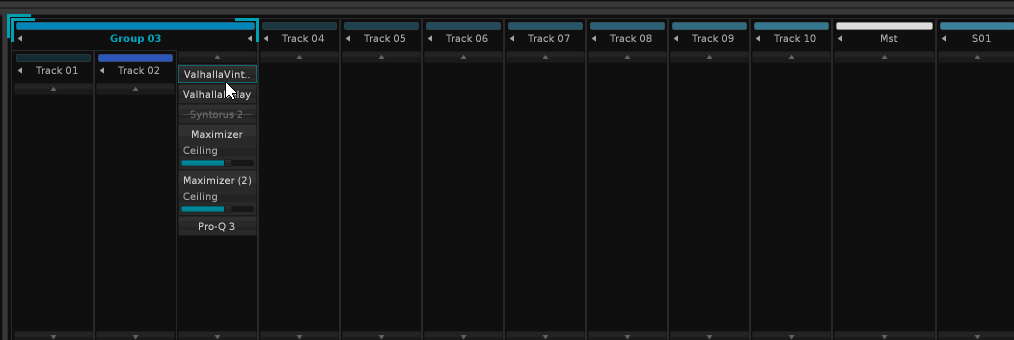 Group 03
Track 04
Track 05
Track 06
Track 07
Track 08
Track 09
Track 10
Mst
S01
Track 01
Track 02
ValhallaVint..
Syntorus 2
Maximizer
Ceiling
Maximizer (2)
Ceiling
Pro-Q 3